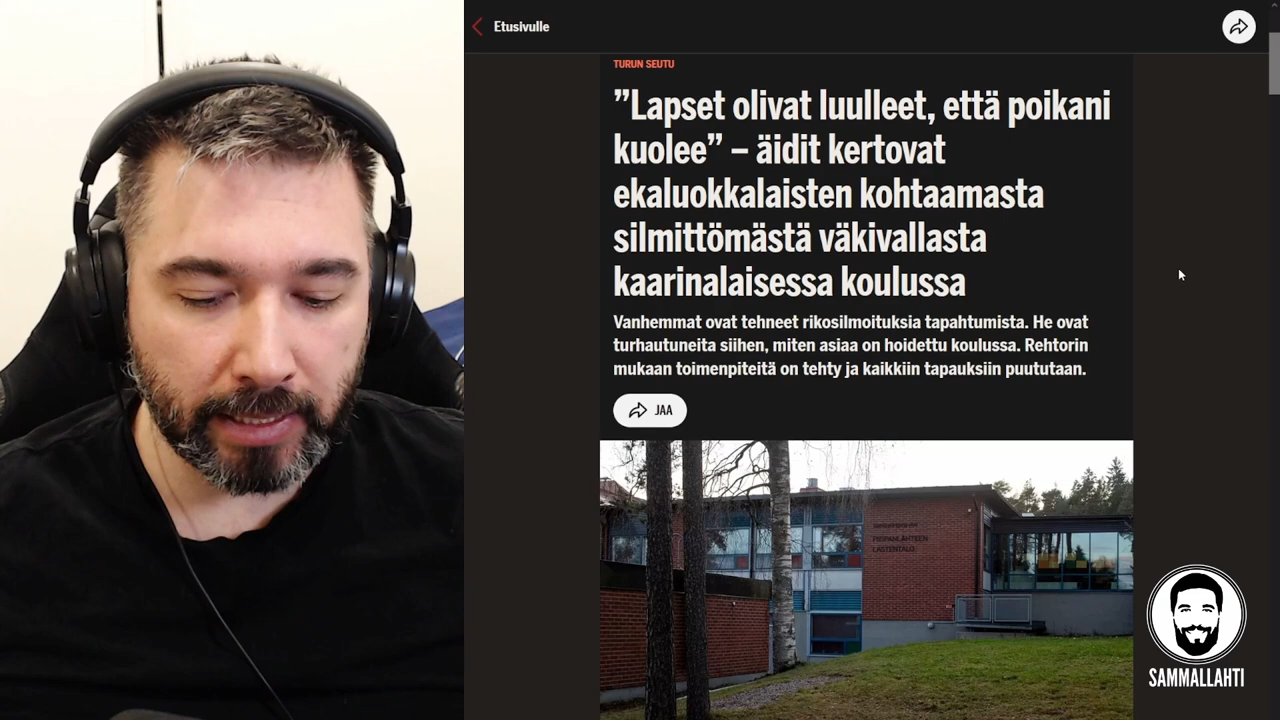 Etusivulle
TURUN SEUTU
”Lapset olivat luulleet, että poikani
kuolee” – äidit kertovat
ekaluokkalaisten kohtaamasta
silmittömästä väkivallasta
kaarinalaisessa koulussa
Vanhemmat ovat tehneet rikosilmoituksia tapahtumista. He ovat
turhautuneita siihen, miten asiaa on hoidettu koulussa. Rehtorin
mukaan toimenpiteitä on tehty ja kaikkiin tapauksiin puututaan.
JAA
PIISPANLÄHTEEN
LASTENTALO
SAMMALLAHTI